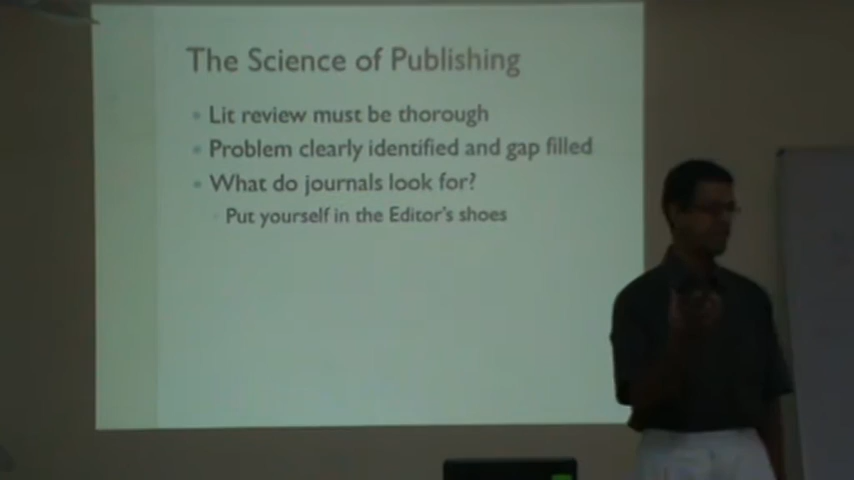 The Science of Publishing
Lit review must be thorough
Problem clearly identified and gap filled
What do journals look for?
Put yourself in the Editor's shoes